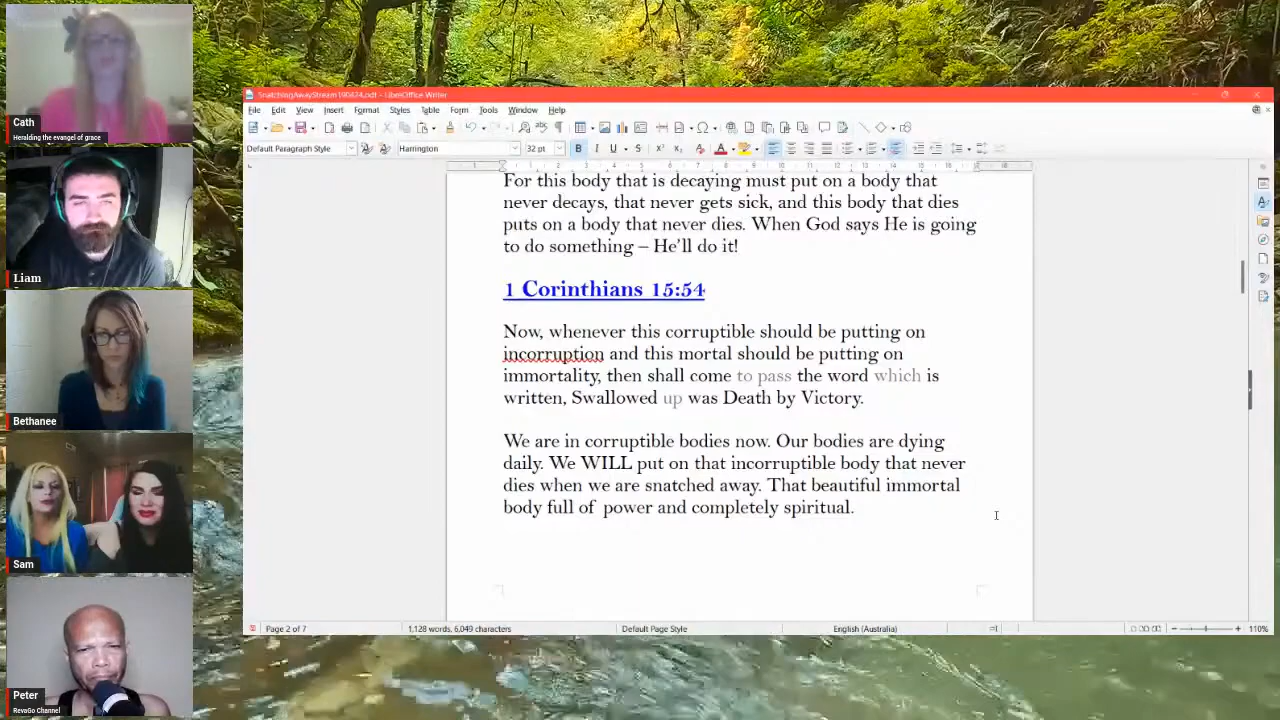 Cath
Heralding the evangel of grace
Liam
Bethanee
Sam
Peter
RevaGo Channel
SnatchingAwayStream190424.odt - LibreOffice Writer
File Edit View Insert Format Styles Table Form Tools Window Help
Default Paragraph Style Harrington 32 pt
For this body that is decaying must put on a body that
never decays, that never gets sick, and this body that dies
puts on a body that never dies. When God says He is going
to do something – He’ll do it!
1 Corinthians 15:54
Now, whenever this corruptible should be putting on
incorruption and this mortal should be putting on
immortality, then shall come to pass the word which is
written, Swallowed up was Death by Victory.
We are in corruptible bodies now. Our bodies are dying
daily. We WILL put on that incorruptible body that never
dies when we are snatched away. That beautiful immortal
body full of power and completely spiritual.
Page 2 of 7 1,128 words, 6,049 characters Default Page Style English (Australia) 110%